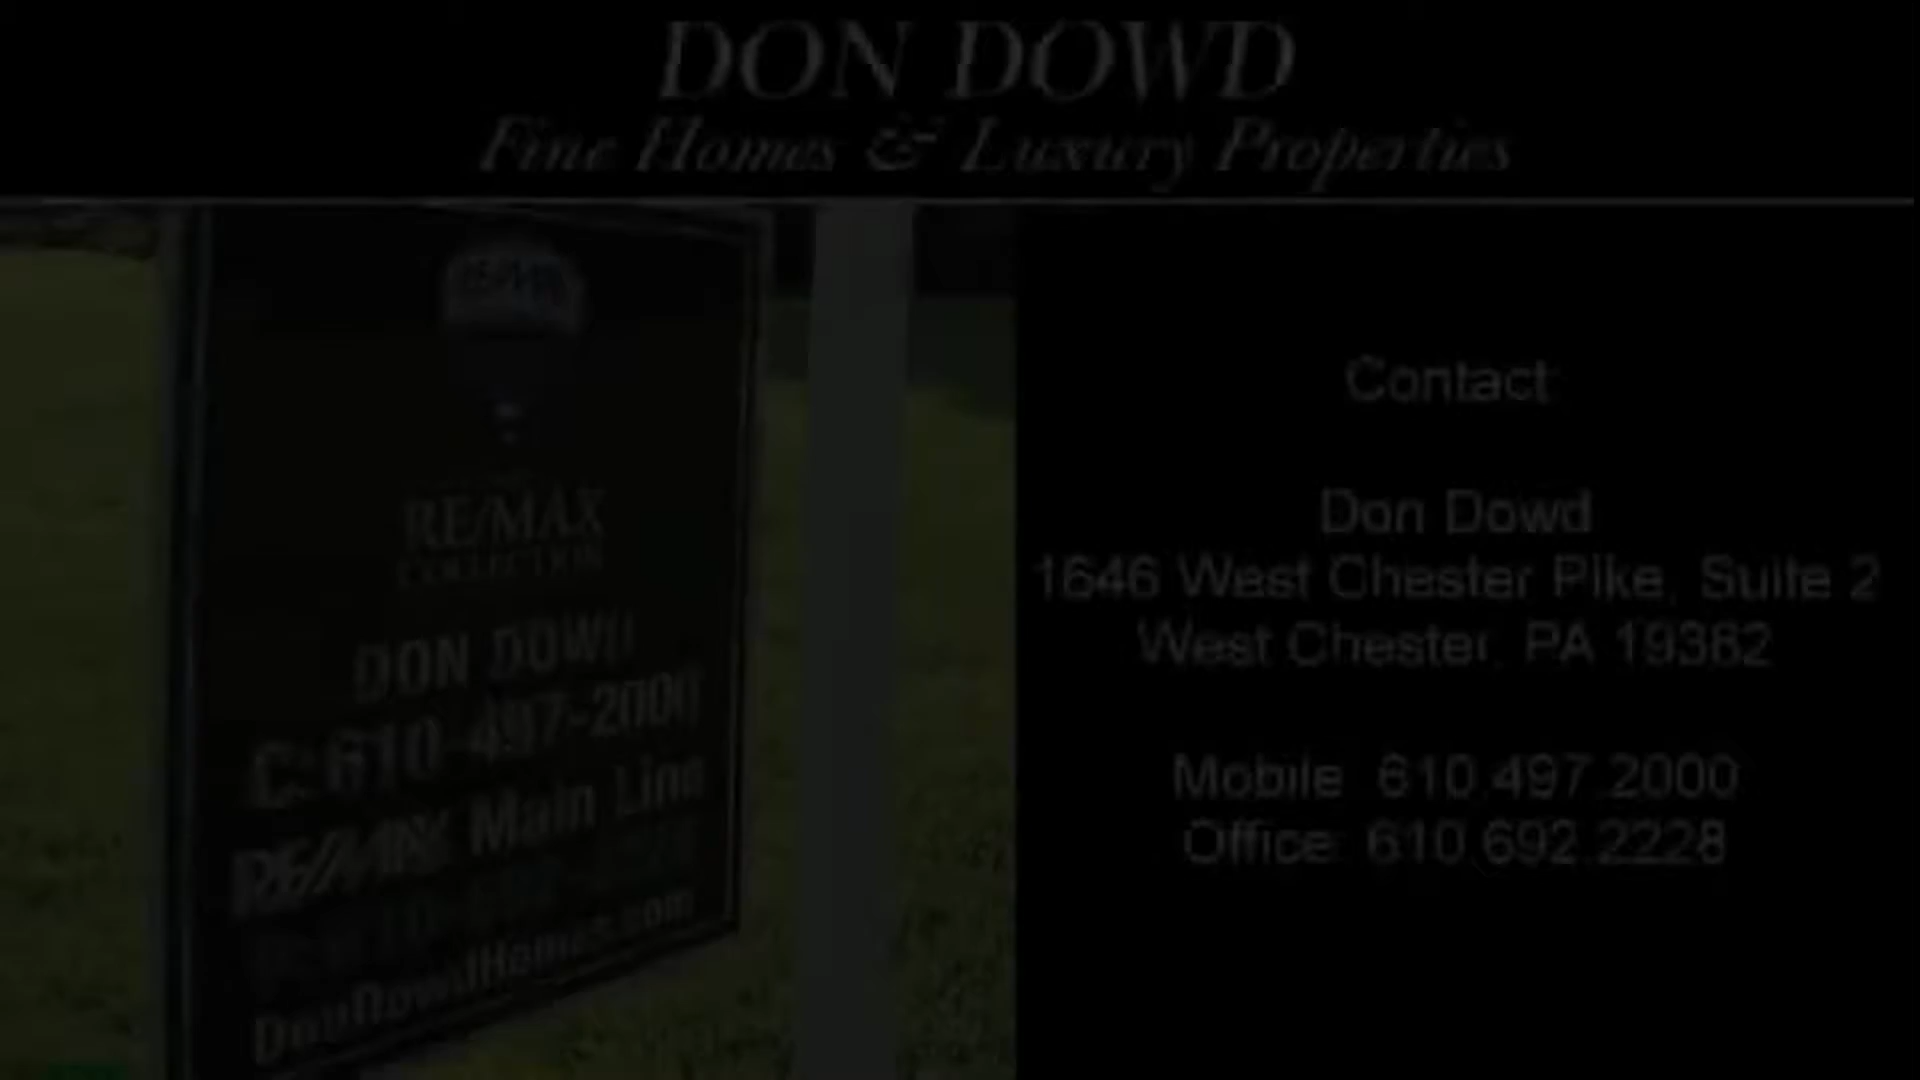 DON DOWD
Fine Homes & Luxury Properties
RE/MAX
COLLECTION
DON DOWD
C: 610-497-2000
RE/MAX Main Line
DonDowdHomes.com
Contact
Don Dowd
1646 West Chester Pike, Suite 2
West Chester, PA 19382
Mobile: 610.497.2000
Office: 610.692.2228